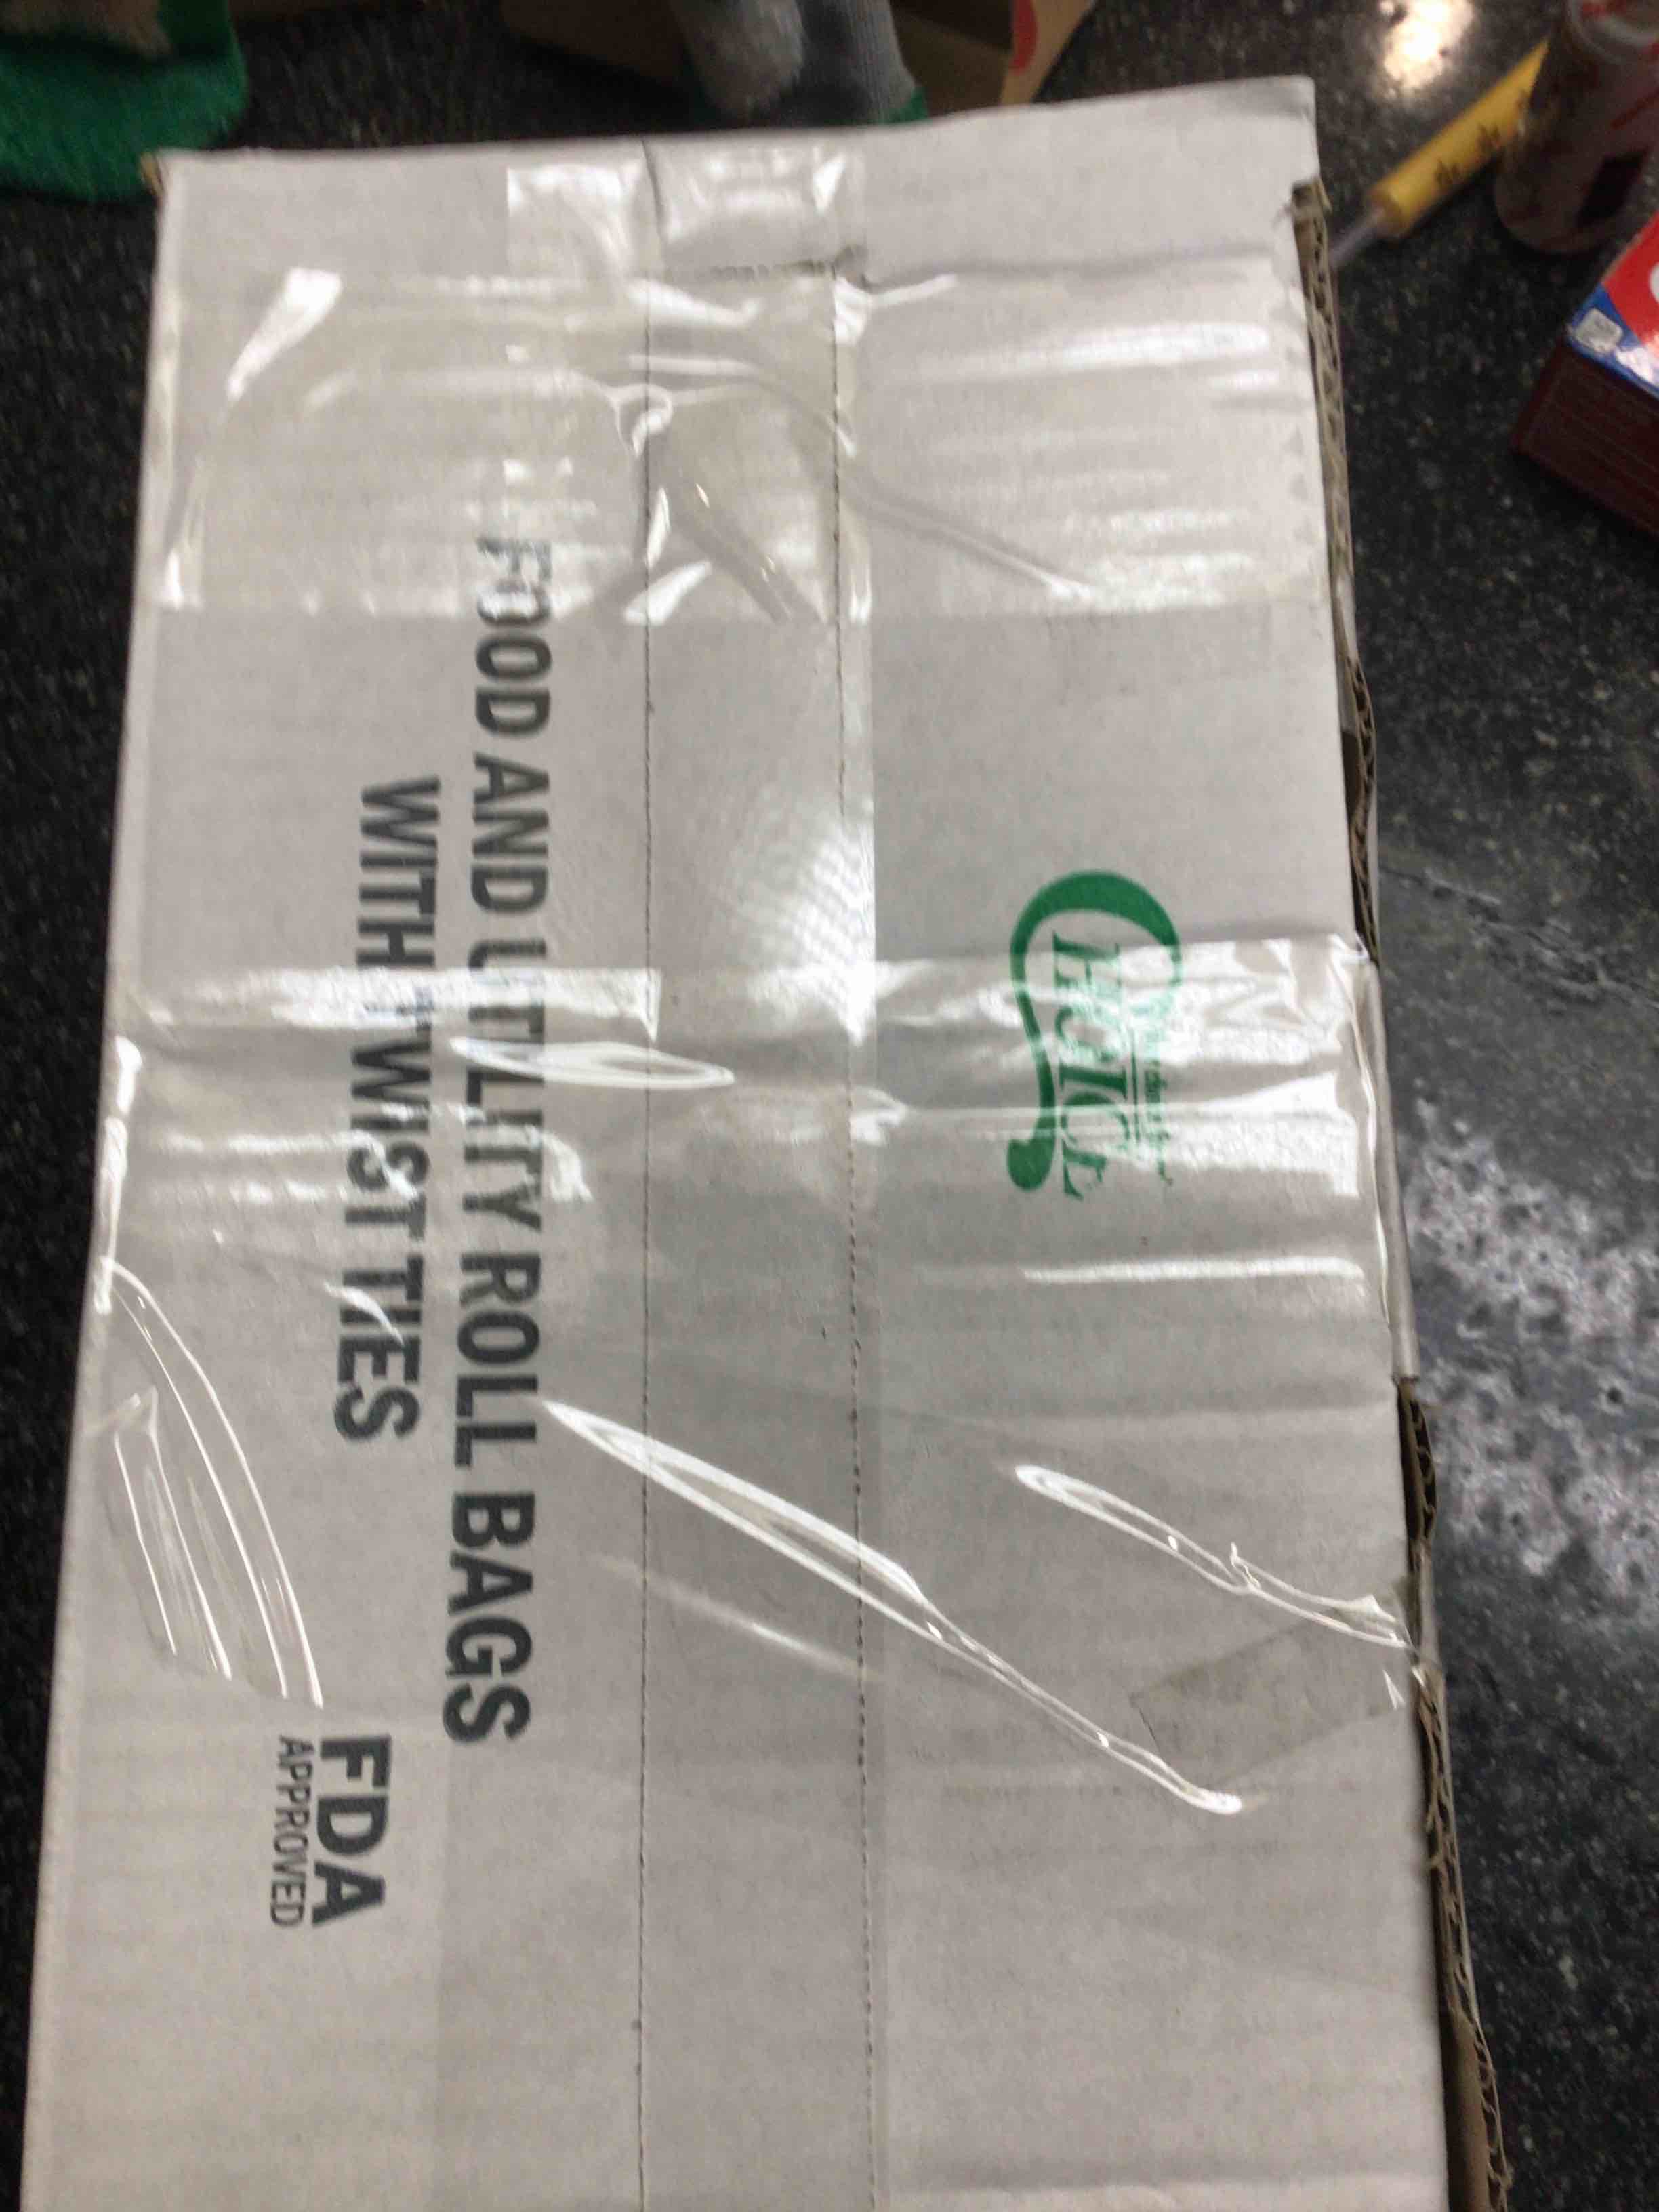 CHOICE
FOOD AND UTILITY ROLL BAGS
WITH TWIST TIES
FDA
APPROVED